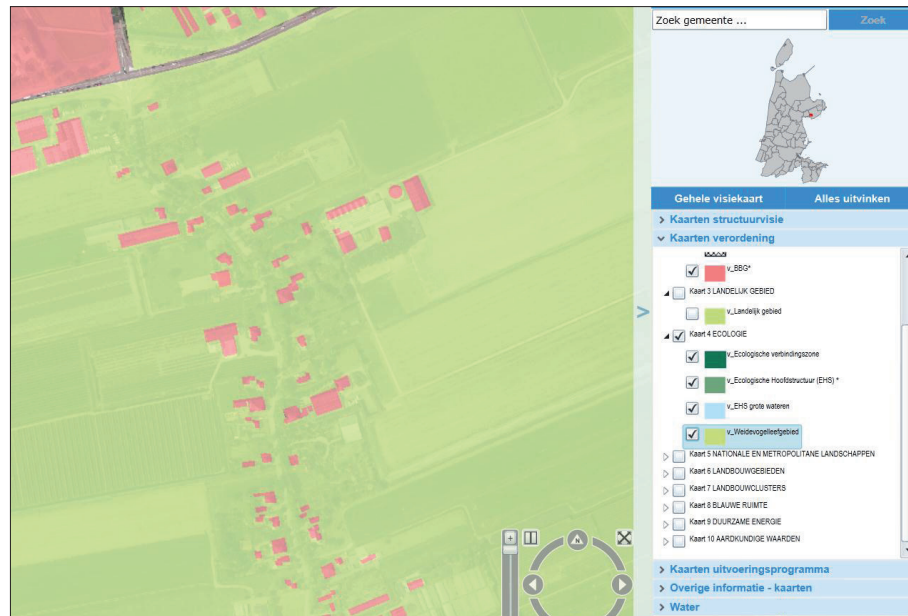 Zoek gemeente ...
Zoek
Gehele visiekaart
Alles uitvinken
Kaarten structuurvisie
Kaarten verordening
v_BBG*
Kaart 3 LANDELIJK GEBIED
v_Landelijk gebied
Kaart 4 ECOLOGIE
v_Ecologische verbindingszone
v_Ecologische Hoofdstructuur (EHS) *
v_EHS grote wateren
v_Weidevogelleefgebied
Kaart 5 NATIONALE EN METROPOLITANE LANDSCHAPPEN
Kaart 6 LANDBOUWGEBIEDEN
Kaart 7 LANDBOUWCLUSTERS
Kaart 8 BLAUWE RUIMTE
Kaart 9 DUURZAME ENERGIE
Kaart 10 AARDKUNDIGE WAARDEN
Kaarten uitvoeringsprogramma
Overige informatie - kaarten
Water
N